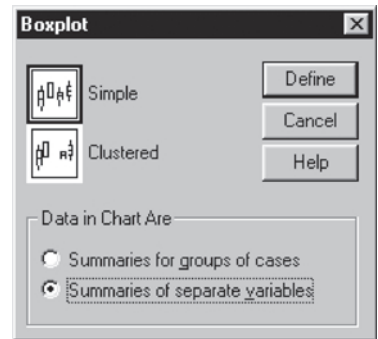 Boxplot
Simple
Clustered
Define
Cancel
Help
Data in Chart Are
Summaries for groups of cases
Summaries of separate variables